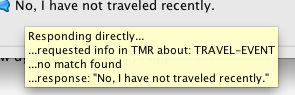 No, I have not traveled recently.
Responding directly...
...requested info in TMR about: TRAVEL-EVENT
...no match found
...response: "No, I have not traveled recently."